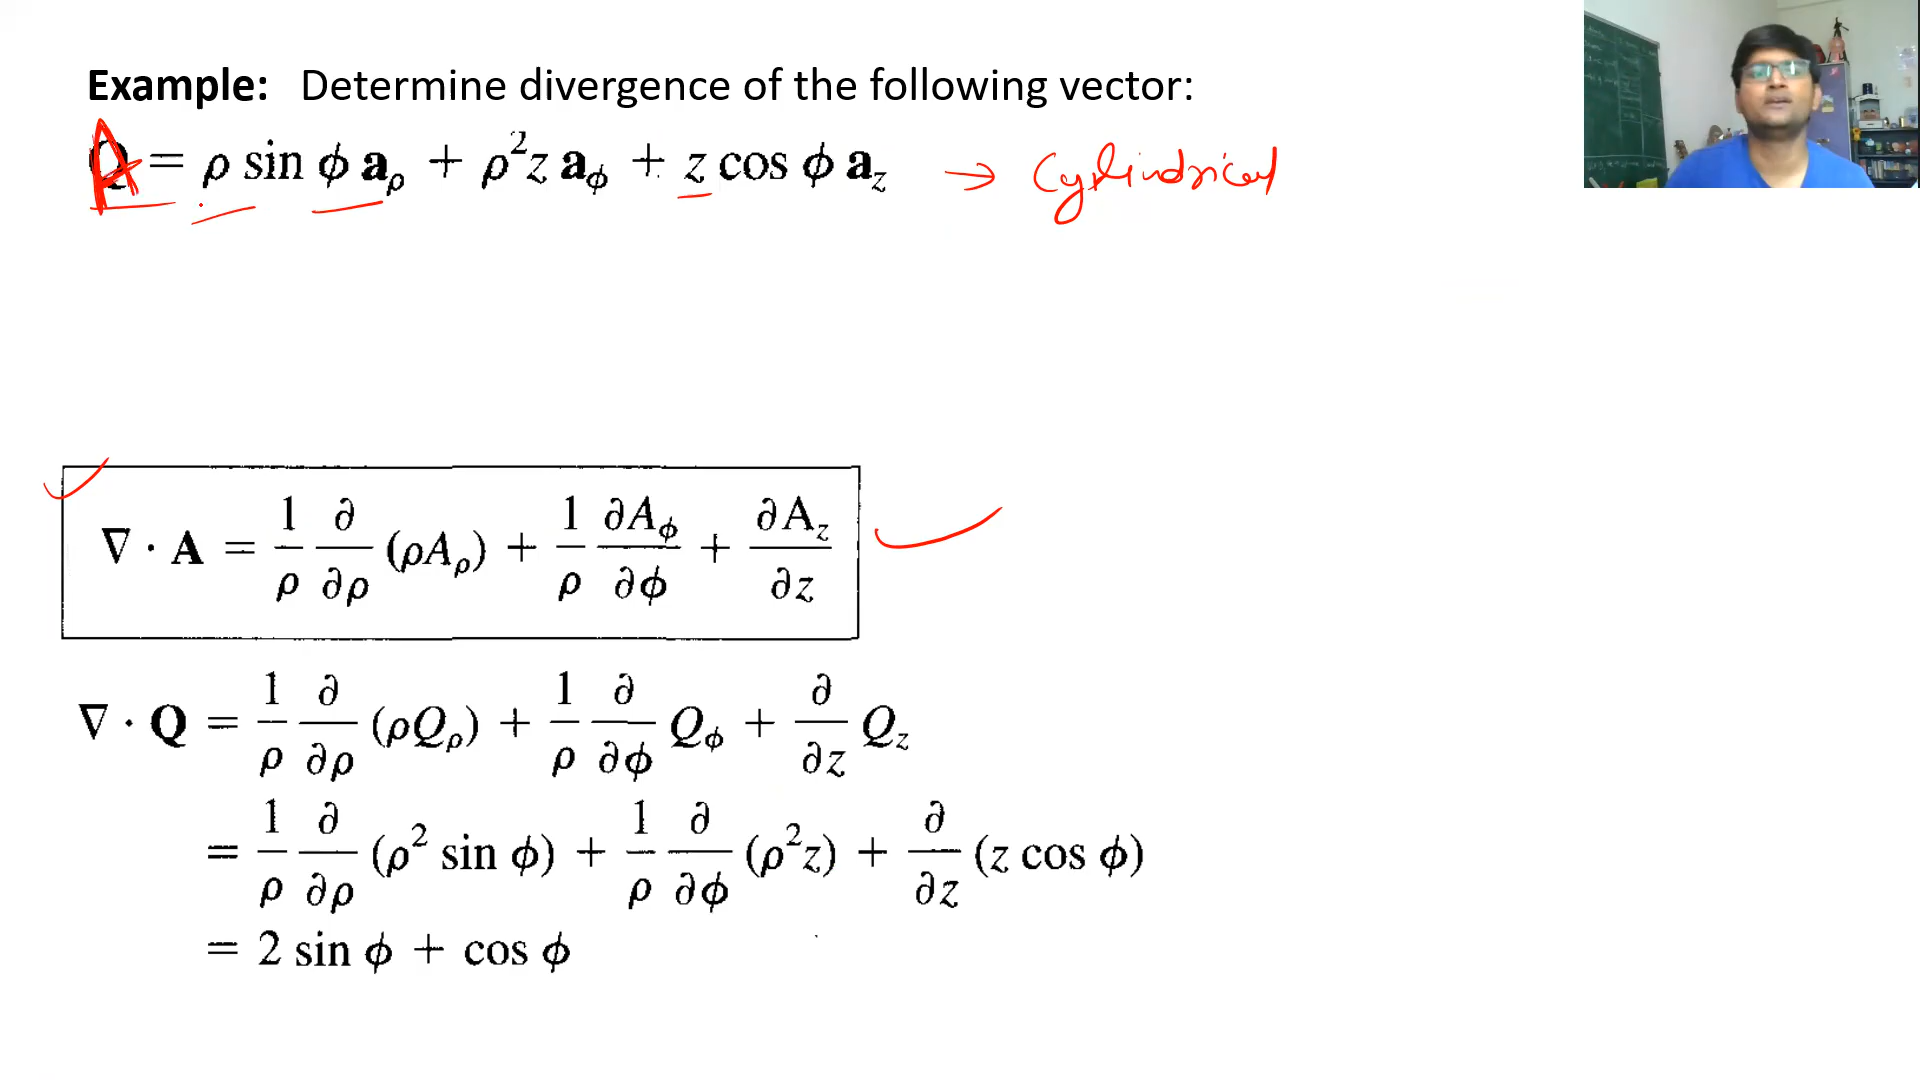 Example: Determine divergence of the following vector:
A = ρ sin ϕ a_ρ + ρ² z a_ϕ + z cos ϕ a_z → Cylindrical
∇ · A = 1/ρ ∂/∂ρ (ρA_ρ) + 1/ρ ∂A_ϕ/∂ϕ + ∂A_z/∂z
∇ · Q = 1/ρ ∂/∂ρ (ρQ_ρ) + 1/ρ ∂/∂ϕ Q_ϕ + ∂/∂z Q_z
= 1/ρ ∂/∂ρ (ρ² sin ϕ) + 1/ρ ∂/∂ϕ (ρ²z) + ∂/∂z (z cos ϕ)
= 2 sin ϕ + cos ϕ